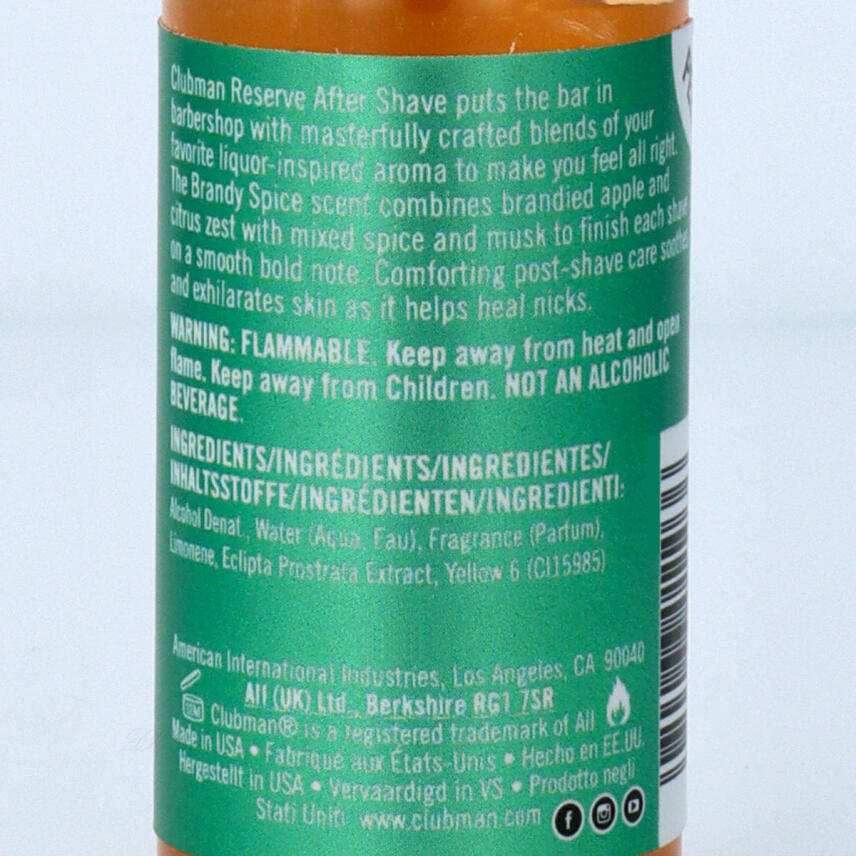 Clubman Reserve After Shave puts the bar in
barbershop with masterfully crafted blends of your
favorite liquor-inspired aroma to make you feel all right.
The Brandy Spice scent combines brandied apple and
citrus zest with mixed spice and musk to finish each shave
on a smooth bold note. Comforting post-shave care soothes
and exhilarates skin as it helps heal nicks.
WARNING: FLAMMABLE. Keep away from heat and open
flame. Keep away from Children. NOT AN ALCOHOLIC
BEVERAGE.
INGREDIENTS/INGRÉDIENTS/INGREDIENTES/
INHALTSSTOFFE/INGREDIËNTEN/INGREDIENTI:
Alcohol Denat., Water (Aqua, Eau), Fragrance (Parfum),
Limonene, Eclipta Prostrata Extract, Yellow 6 (CI15985)
American International Industries, Los Angeles, CA 90040
AII (UK) Ltd., Berkshire RG1 7SR
Clubman® is a registered trademark of AII
Made in USA • Fabriqué aux États-Unis • Hecho en EE.UU.
Hergestellt in USA • Vervaardigd in VS • Prodotto negli
Stati Uniti www.clubman.com